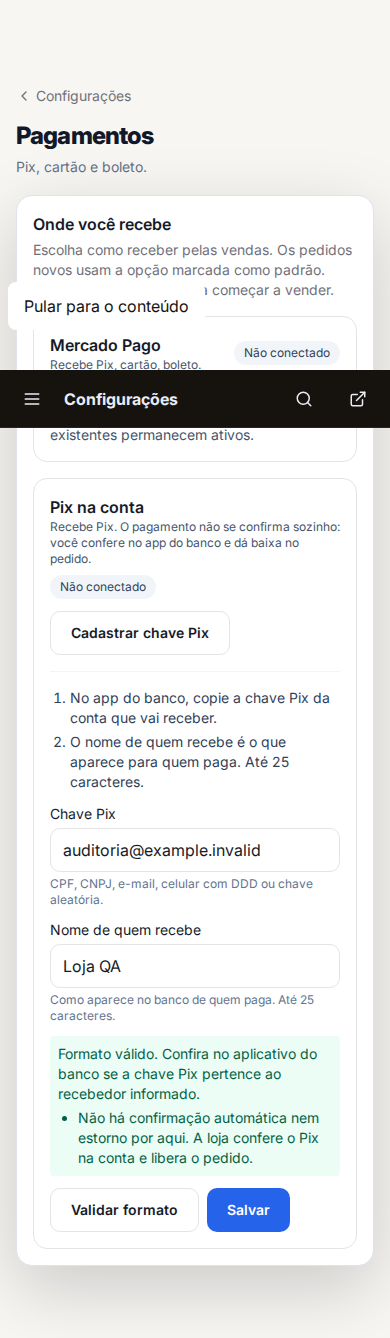 Configurações
Pagamentos
Pix, cartão e boleto.
Onde você recebe
Escolha como receber pelas vendas. Os pedidos
novos usam a opção marcada como padrão.
começar a vender.
Pular para o conteúdo
Mercado Pago
Não conectado
Recebe Pix, cartão, boleto.
Configurações
existentes permanecem ativos.
Pix na conta
Recebe Pix. O pagamento não se confirma sozinho:
você confere no app do banco e dá baixa no
pedido.
Não conectado
Cadastrar chave Pix
1. No app do banco, copie a chave Pix da
conta que vai receber.
2. O nome de quem recebe é o que
aparece para quem paga. Até 25
caracteres.
Chave Pix
auditoria@example.invalid
CPF, CNPJ, e-mail, celular com DDD ou chave
aleatória.
Nome de quem recebe
Loja QA
Como aparece no banco de quem paga. Até 25
caracteres.
Formato válido. Confira no aplicativo do
banco se a chave Pix pertence ao
recebedor informado.
• Não há confirmação automática nem
estorno por aqui. A loja confere o Pix
na conta e libera o pedido.
Validar formato
Salvar